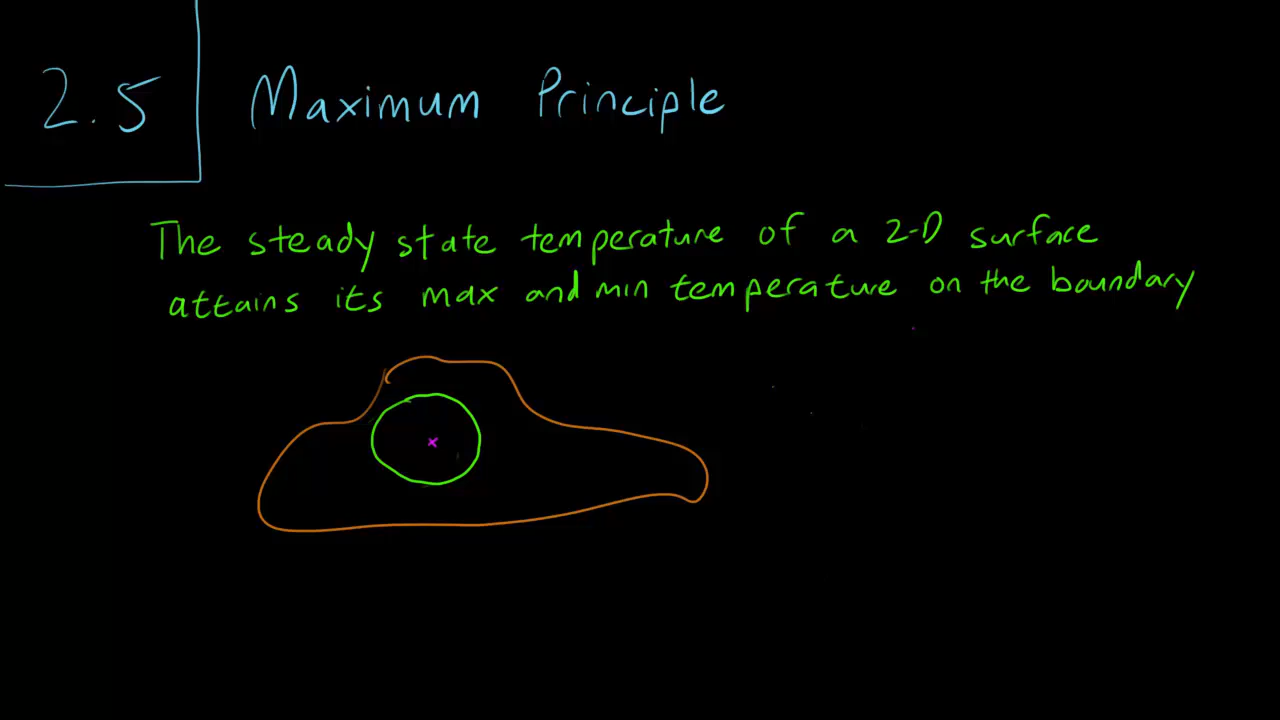 2.5 Maximum Principle
The steady state temperature of a 2-D surface
attains its max and min temperature on the boundary
x